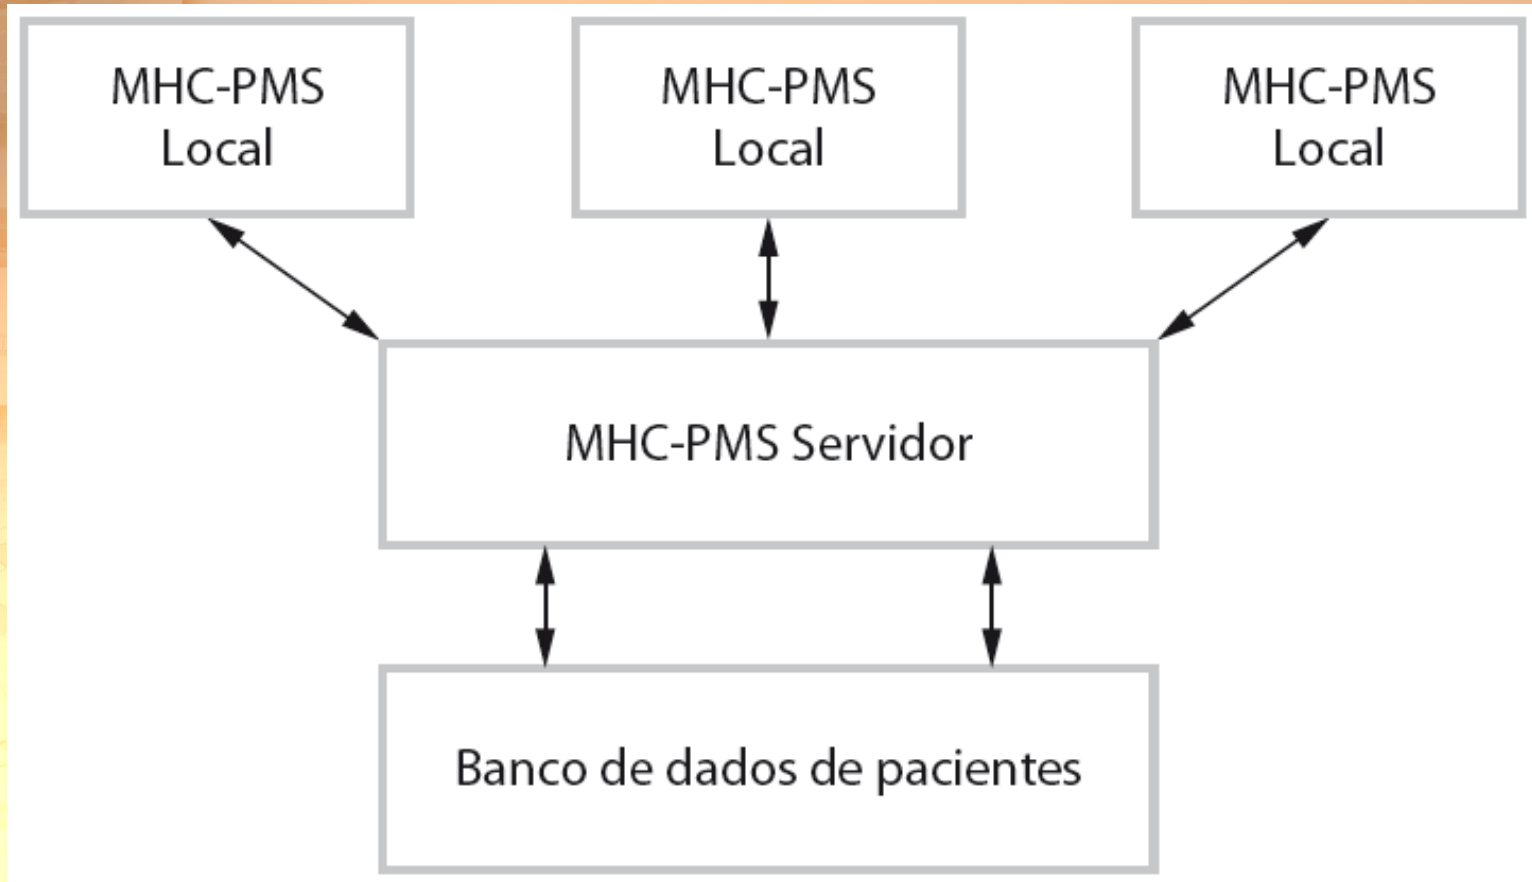 MHC-PMS
Local
MHC-PMS
Local
MHC-PMS
Local
MHC-PMS Servidor
Banco de dados de pacientes